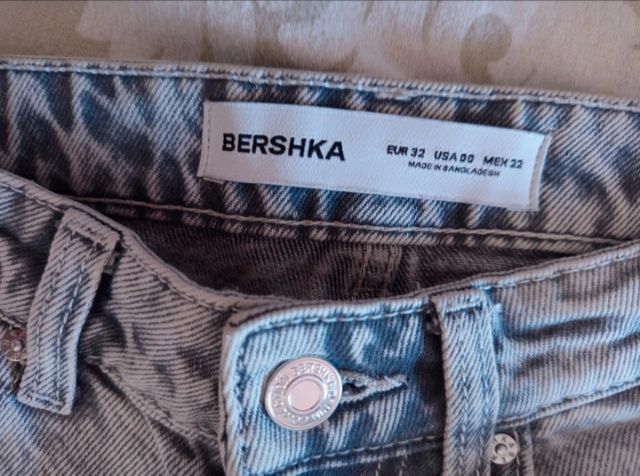 BERSHKA
EUR 32 USA 00 MEX 22
MADE IN BANGLADESH